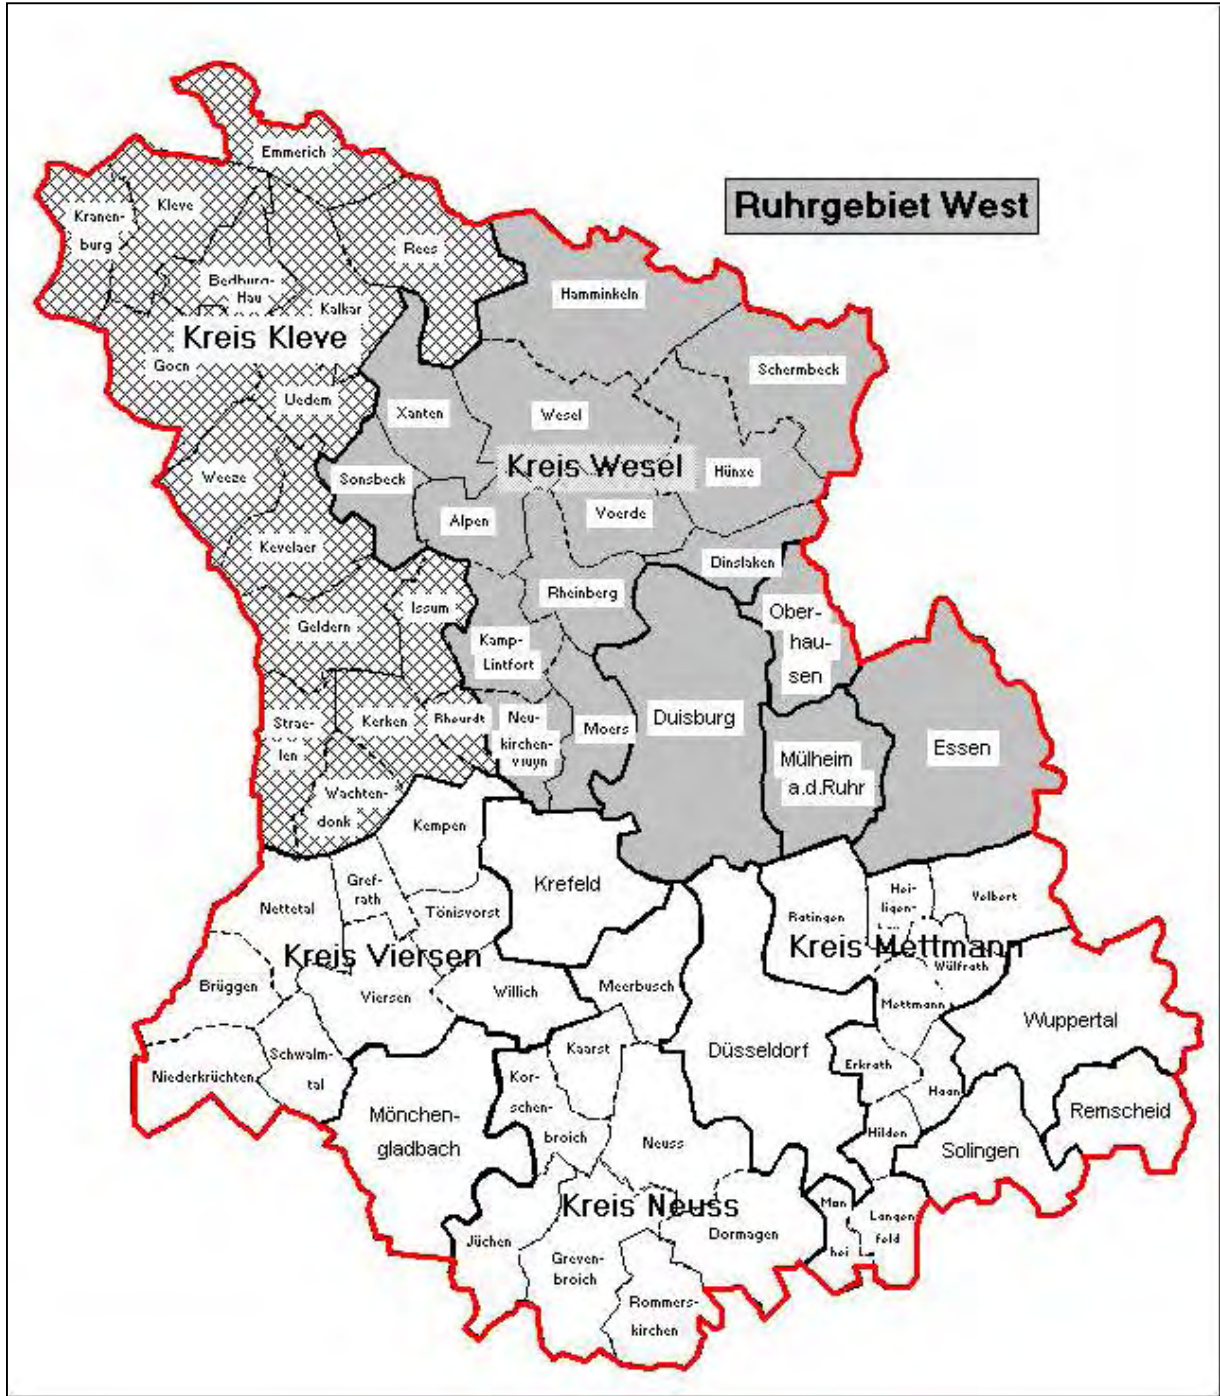 Ruhrgebiet West
Emmerich
Kleve
Kranen-
burg
Rees
Bedburg-
Hau
Kalkar
Hamminkeln
Kreis Kleve
Goch
Schermbeck
Uedem
Xanten
Wesel
Kreis Wesel
Weeze
Sonsbeck
Hünxe
Alpen
Voerde
Kevelaer
Dinslaken
Rheinberg
Issum
Ober-
hau-
sen
Geldern
Kamp-
Lintfort
Strae-
len
Kerken
Rheurdt
Neu-
kirchen-
vluyn
Moers
Duisburg
Essen
Mülheim
a.d.Ruhr
Wachten-
donk
Kempen
Gref-
rath
Krefeld
Nettetal
Tönisvorst
Ratingen
Hei-
ligen-
Velbert
Kreis Viersen
Kreis Mettmann
Wülfrath
Brüggen
Viersen
Willich
Meerbusch
Mettmann
Wuppertal
Schwalm-
tal
Kaarst
Düsseldorf
Erkrath
Niederkrüchten
Kor-
schen-
broich
Haan
Remscheid
Mönchen-
gladbach
Neuss
Hilden
Solingen
Kreis Neuss
Mon
hei
Langen
feld
Jüchen
Dormagen
Greven-
broich
Rommers-
kirchen